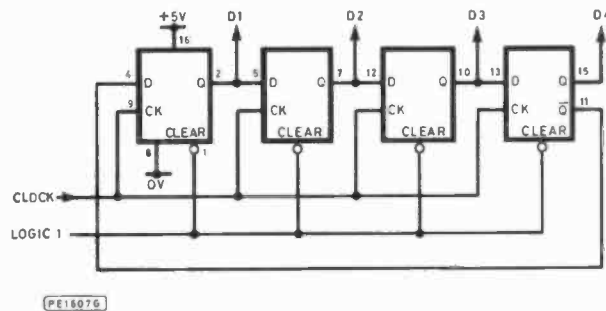 D1 D2 D3 D4
+5V
16
4 D Q 2 5 D Q 7 12 D Q 10 13 D Q 15
9 CK CK CK CK Q 11
CLEAR CLEAR CLEAR CLEAR
8 1
0V
CLOCK
LOGIC 1
PE1607G